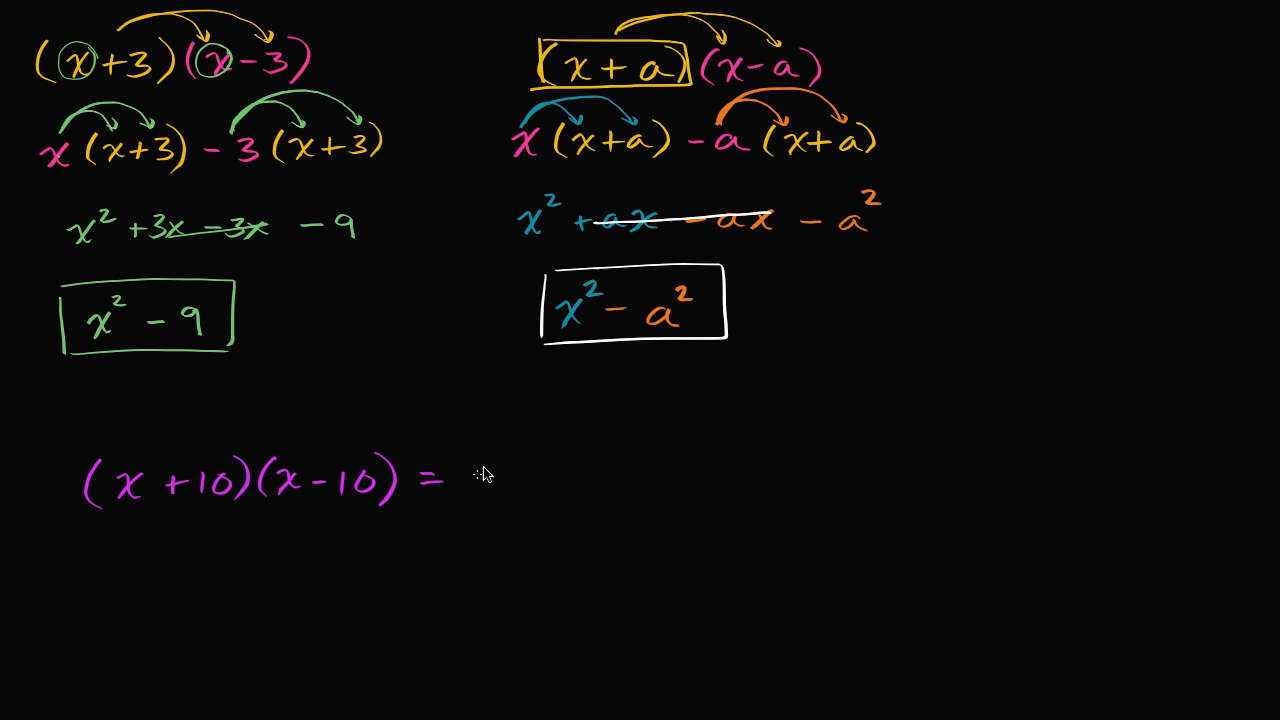 (x+3)(x-3)
x(x+3)-3(x+3)
x² +3x -3x -9
x² - 9
(x+a)(x-a)
x(x+a)-a(x+a)
x² +ax -ax - a²
x² - a²
(x+10)(x-10) =